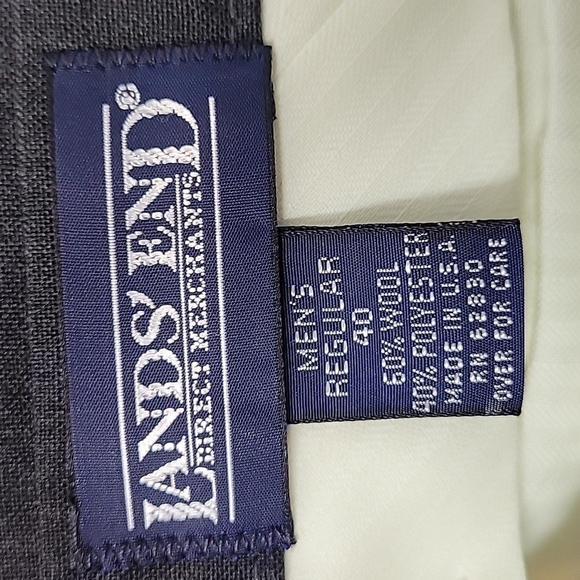 LANDS' END®
DIRECT MERCHANTS
MEN'S
REGULAR
40
60% WOOL
40% POLYESTER
MADE IN U.S.A.
RN 62830
OVER FOR CARE